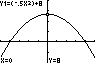 Y1=(-.5X²)+8
X=0 Y=8